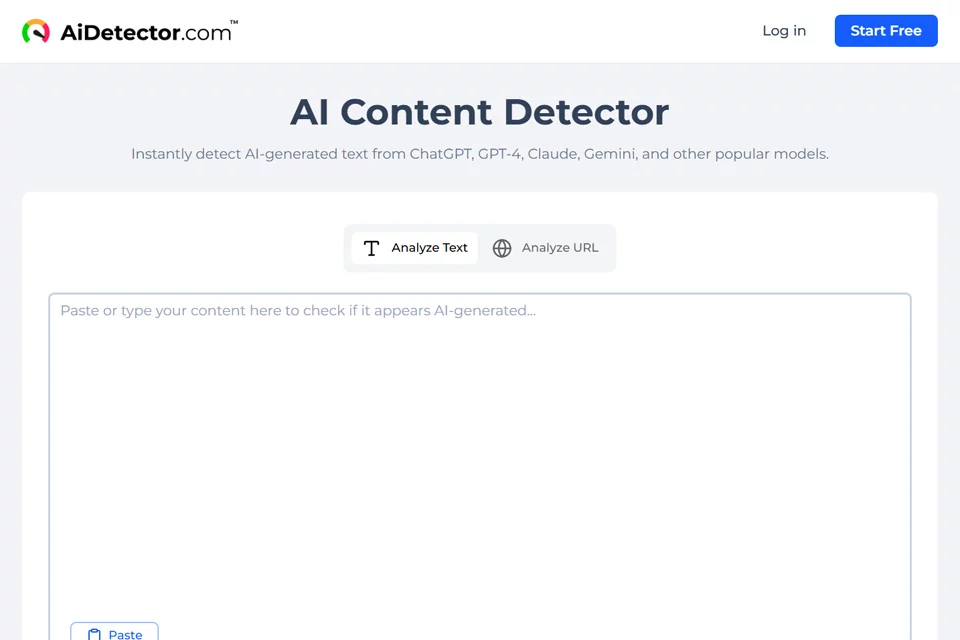 AiDetector.com™
Log in
Start Free
AI Content Detector
Instantly detect AI-generated text from ChatGPT, GPT-4, Claude, Gemini, and other popular models.
Analyze Text
Analyze URL
Paste or type your content here to check if it appears AI-generated...
Paste